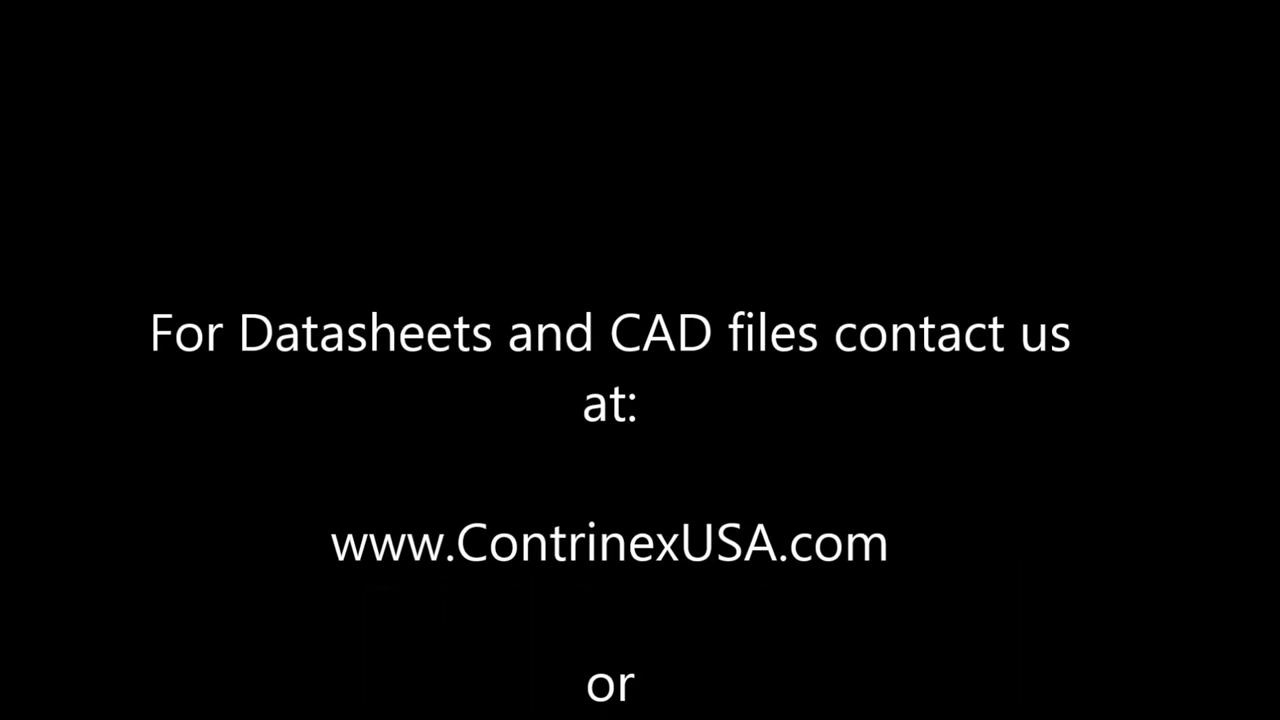 For Datasheets and CAD files contact us
at:
www.ContrinexUSA.com
or